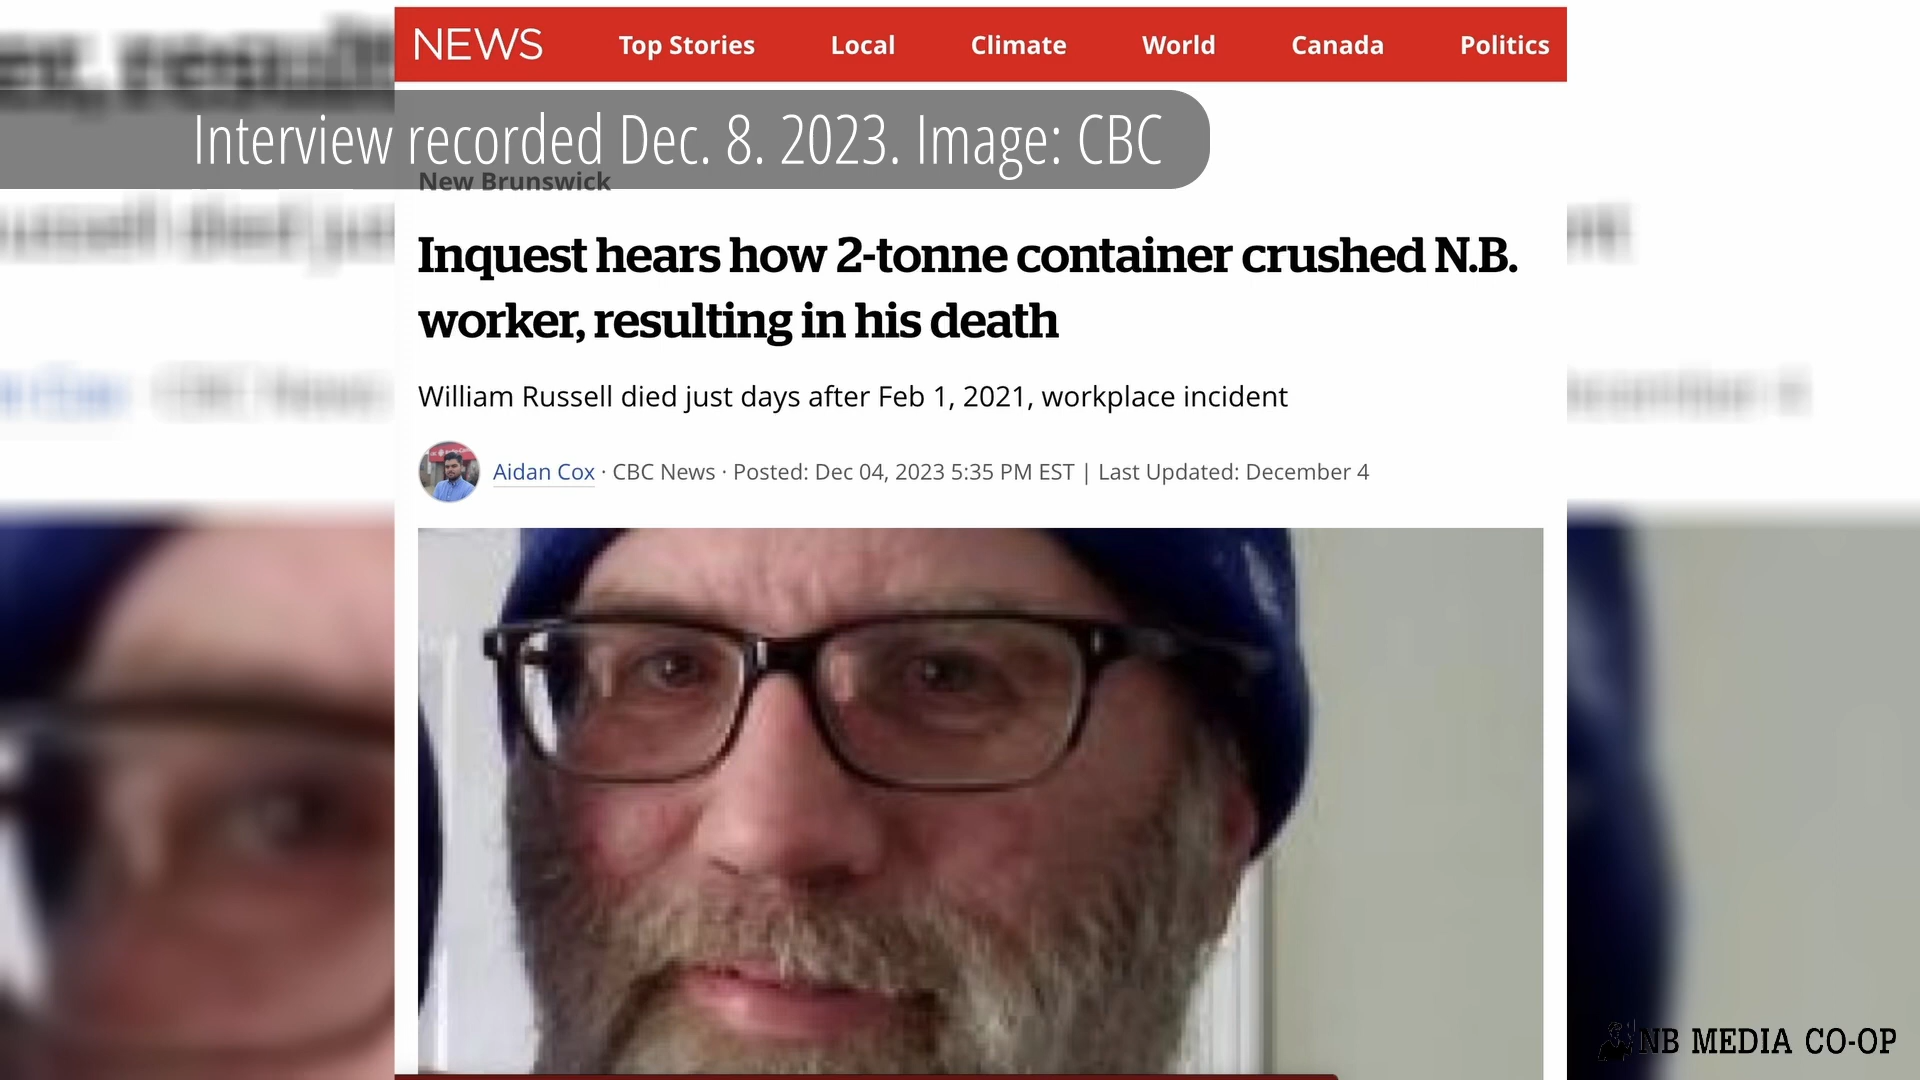 NEWS Top Stories Local Climate World Canada Politics
Interview recorded Dec. 8. 2023. Image: CBC
New Brunswick
Inquest hears how 2-tonne container crushed N.B.
worker, resulting in his death
William Russell died just days after Feb 1, 2021, workplace incident
Aidan Cox · CBC News · Posted: Dec 04, 2023 5:35 PM EST | Last Updated: December 4
NB MEDIA CO-OP